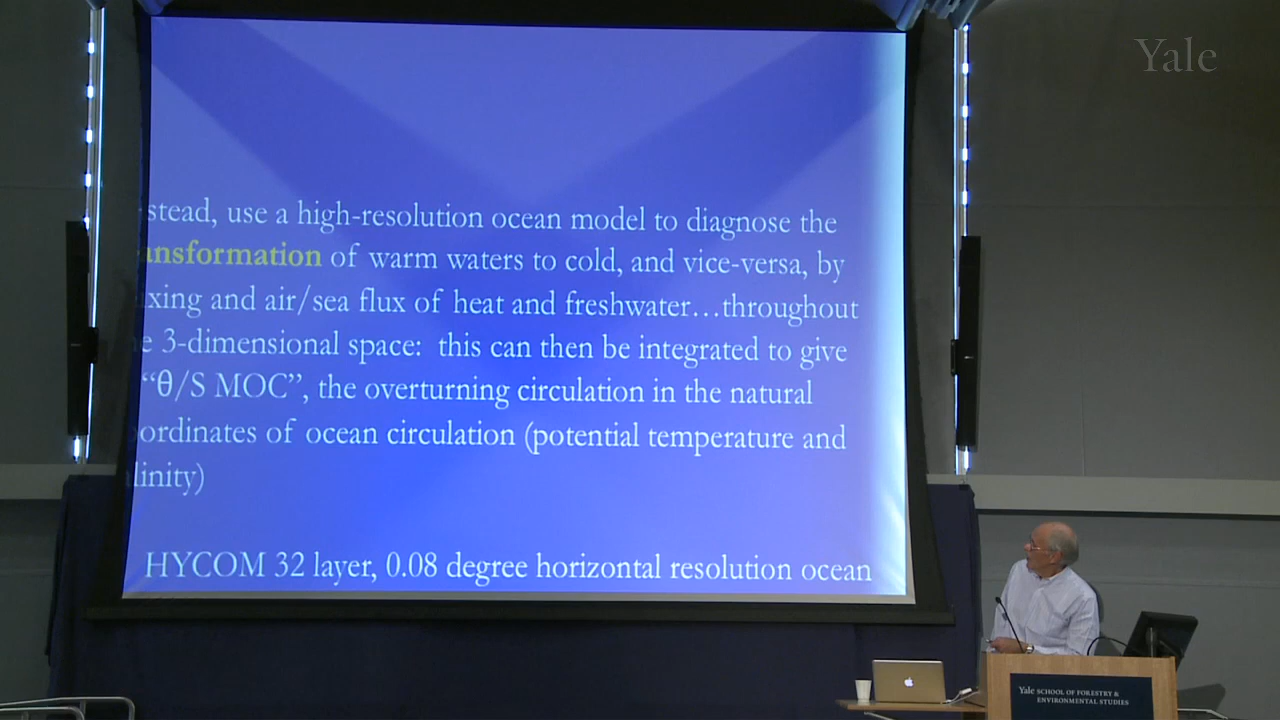 Yale
stead, use a high-resolution ocean model to diagnose the
ansformation of warm waters to cold, and vice-versa, by
xing and air/sea flux of heat and freshwater…throughout
e 3-dimensional space: this can then be integrated to give
“θ/S MOC”, the overturning circulation in the natural
ordinates of ocean circulation (potential temperature and
linity)
HYCOM 32 layer, 0.08 degree horizontal resolution ocean
Yale SCHOOL OF FORESTRY &
ENVIRONMENTAL STUDIES